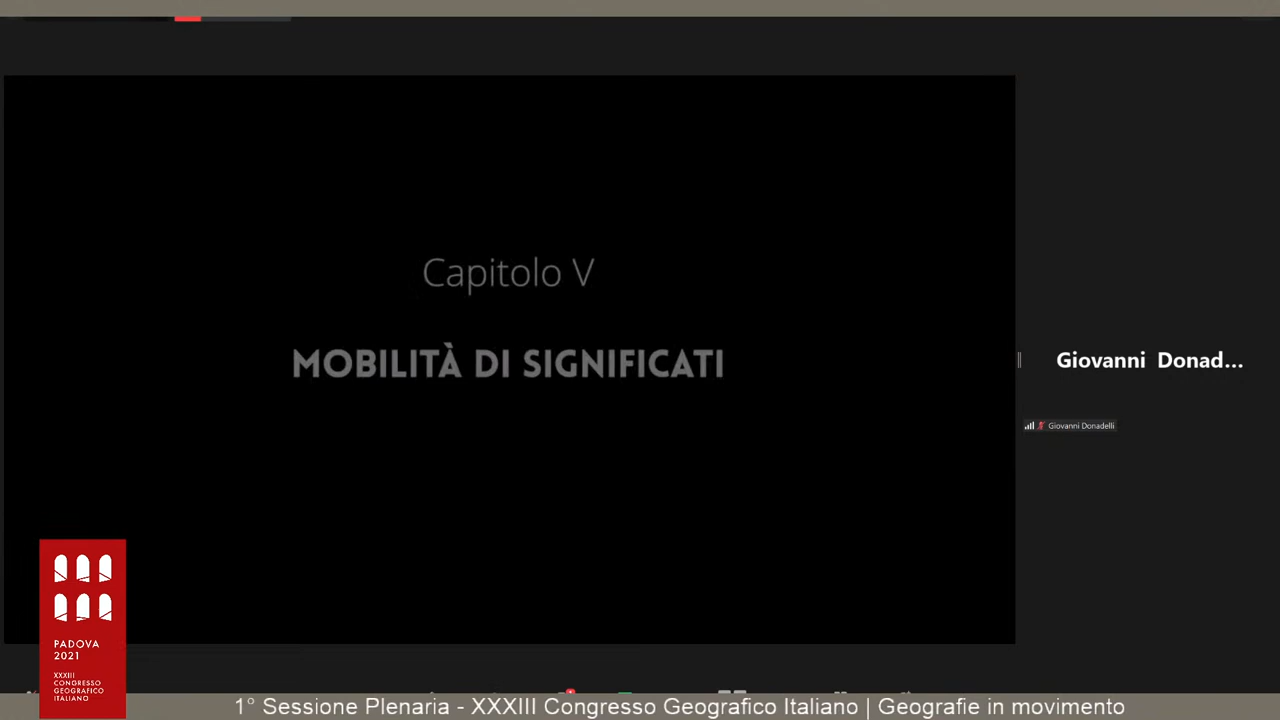 Capitolo V
MOBILITÀ DI SIGNIFICATI
Giovanni Donad...
Giovanni Donadelli
PADOVA
2021
XXXIII
CONGRESSO
GEOGRAFICO
ITALIANO
1° Sessione Plenaria - XXXIII Congresso Geografico Italiano | Geografie in movimento